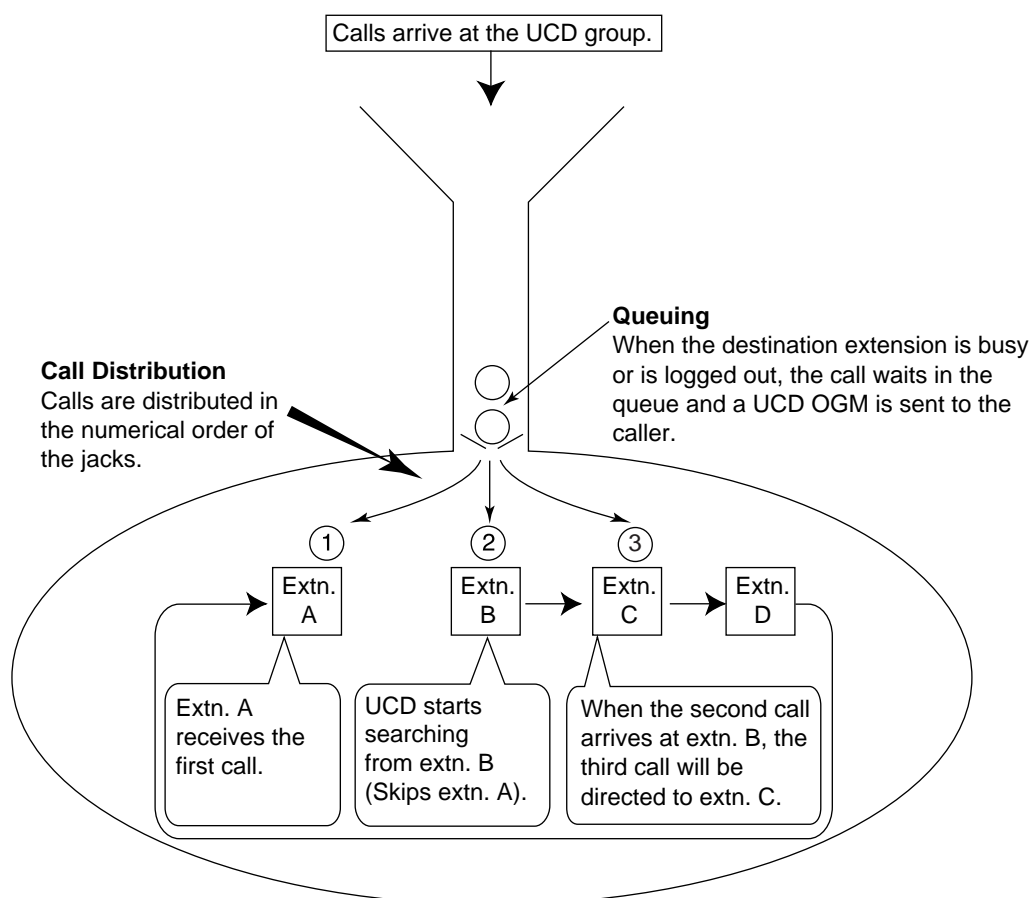 Calls arrive at the UCD group.
Queuing
When the destination extension is busy
or is logged out, the call waits in the
queue and a UCD OGM is sent to the
caller.
Call Distribution
Calls are distributed in
the numerical order of
the jacks.
1
2
3
Extn.
A
Extn.
B
Extn.
C
Extn.
D
Extn. A
receives the
first call.
UCD starts
searching
from extn. B
(Skips extn. A).
When the second call
arrives at extn. B, the
third call will be
directed to extn. C.